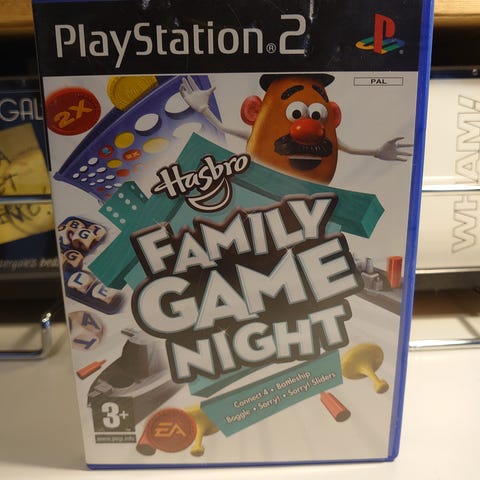 PlayStation®2
PAL
2X
Hasbro
FAMILY
GAME
NIGHT
Connect 4 • Battleship
Boggle • Sorry! • Sorry! Sliders
3+
www.pegi.info
EA
WHAM!